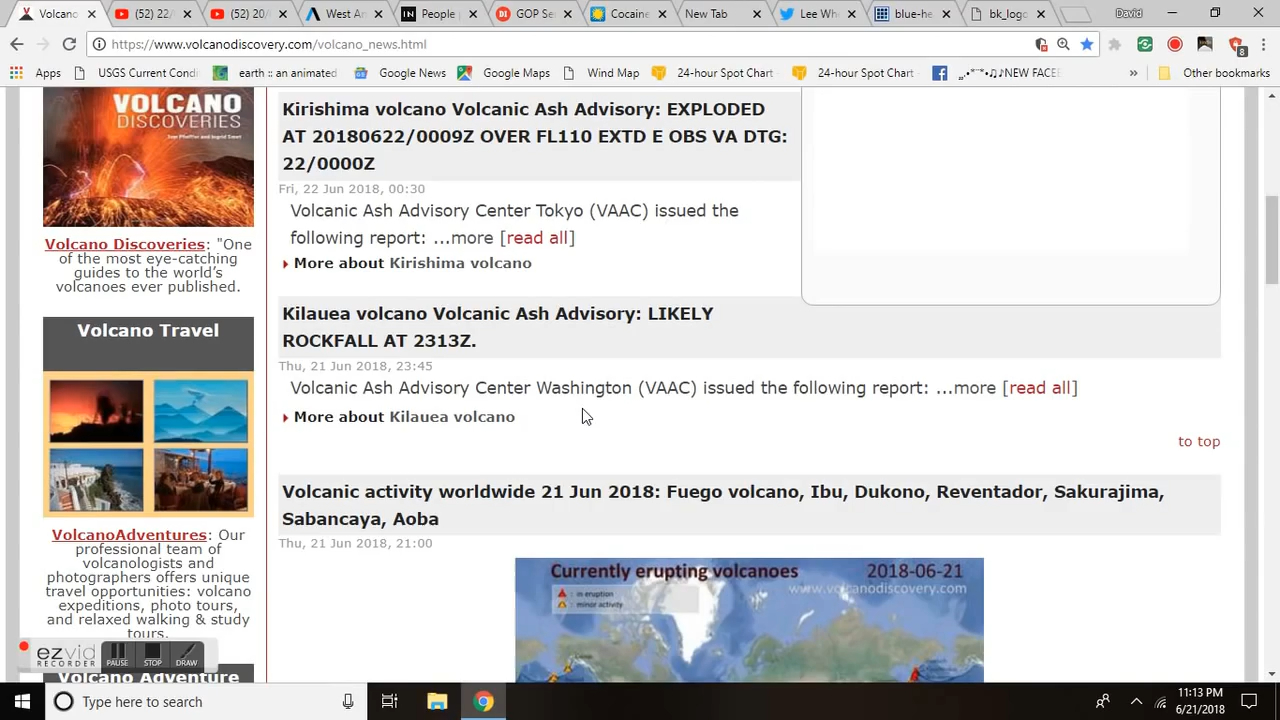 Volcano
(52) 22/
(52) 20/
West An
People
GOP Se
Cocaine
New Tab
Lee Whe
blue-he
bk_logo
David
https://www.volcanodiscovery.com/volcano_news.html
8
Apps
USGS Current Condi
earth :: an animated
Google News
Google Maps
Wind Map
24-hour Spot Chart
24-hour Spot Chart
NEW FACEB
»
Other bookmarks
VOLCANO
DISCOVERIES
Tom Pfeiffer and Ingrid Smet
Volcano Discoveries: "One
of the most eye-catching
guides to the world's
volcanoes ever published.
Volcano Travel
VolcanoAdventures: Our
professional team of
volcanologists and
photographers offers unique
travel opportunities: volcano
expeditions, photo tours,
relaxed walking & study
tours.
Volcano Adventure
Kirishima volcano Volcanic Ash Advisory: EXPLODED
AT 20180622/0009Z OVER FL110 EXTD E OBS VA DTG:
22/0000Z
Fri, 22 Jun 2018, 00:30
Volcanic Ash Advisory Center Tokyo (VAAC) issued the
following report: ...more [read all]
More about Kirishima volcano
Kilauea volcano Volcanic Ash Advisory: LIKELY
ROCKFALL AT 2313Z.
Thu, 21 Jun 2018, 23:45
Volcanic Ash Advisory Center Washington (VAAC) issued the following report: ...more [read all]
More about Kilauea volcano
to top
Volcanic activity worldwide 21 Jun 2018: Fuego volcano, Ibu, Dukono, Reventador, Sakurajima,
Sabancaya, Aoba
Thu, 21 Jun 2018, 21:00
Currently erupting volcanoes
2018-06-21
www.volcanodiscovery.com
in eruption
minor activity
ezvid
RECORDER
PAUSE
STOP
DRAW
Type here to search
11:13 PM
6/21/2018